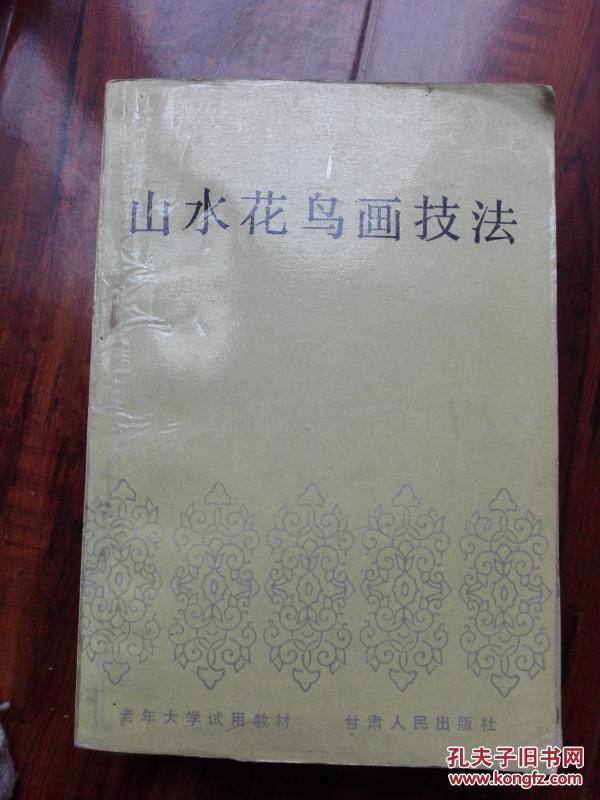 山水花鸟画技法
老年大学试用教材 甘肃人民出版社
孔夫子旧书网
www.kongfz.com